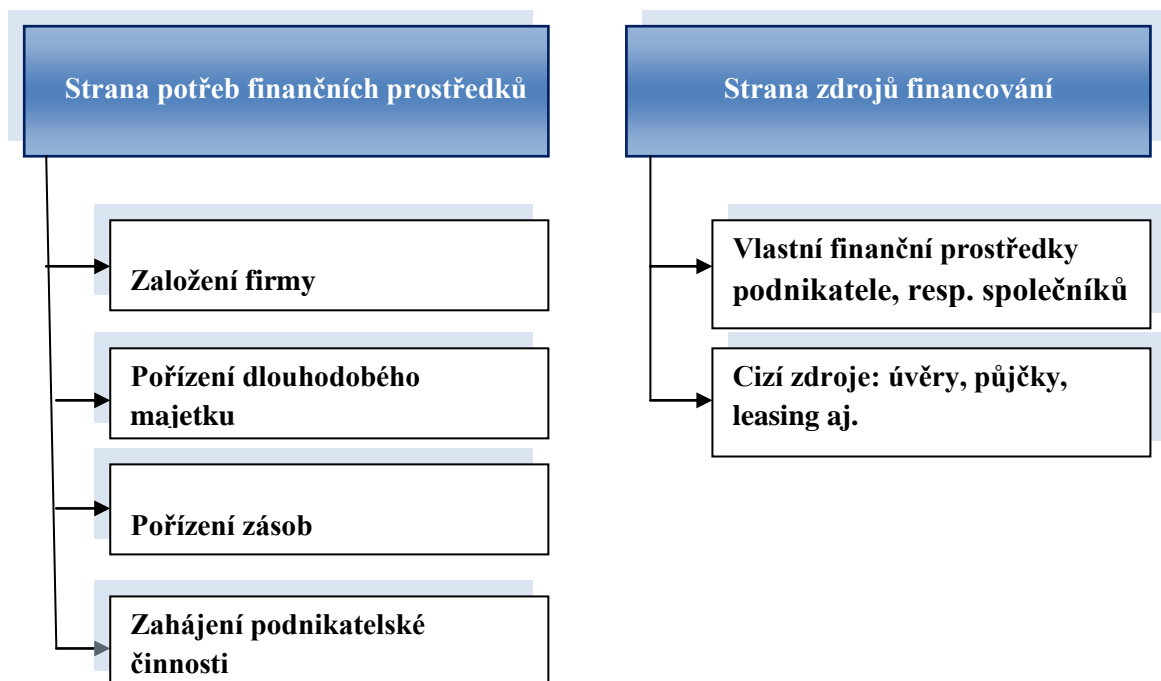 Strana potřeb finančních prostředků
Založení firmy
Pořízení dlouhodobého
majetku
Pořízení zásob
Zahájení podnikatelské
činnosti
Strana zdrojů financování
Vlastní finanční prostředky
podnikatele, resp. společníků
Cizí zdroje: úvěry, půjčky,
leasing aj.